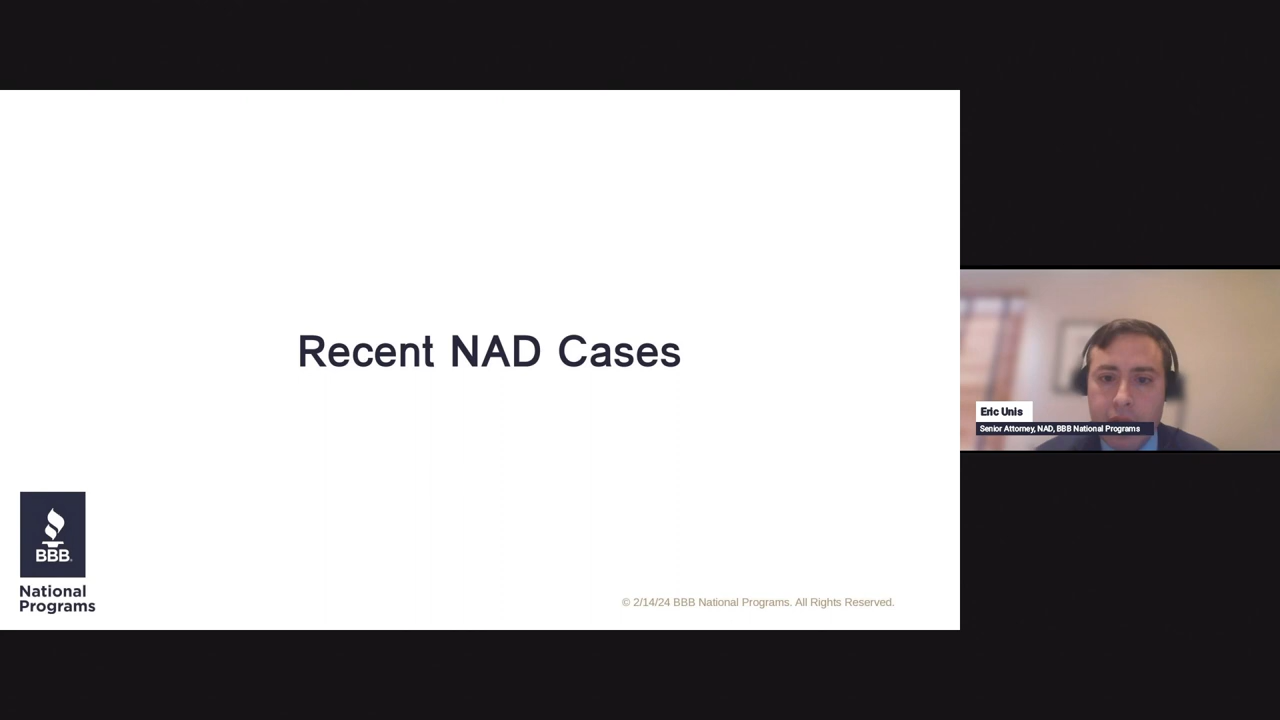 Recent NAD Cases
BBB
National
Programs
© 2/14/24 BBB National Programs. All Rights Reserved.
Eric Unis
Senior Attorney, NAD, BBB National Programs